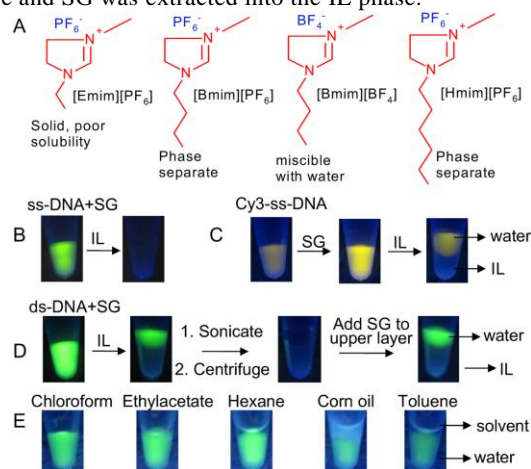 e and SG was extracted into the IL phase.
A
PF6-
PF6-
BF4-
PF6-
N+
N+
N+
N+
N
N
N
N
[Emim][PF6]
[Bmim][PF6]
[Bmim][BF4]
[Hmim][PF6]
Solid, poor
solubility
Phase
separate
miscible
with water
Phase
separate
ss-DNA+SG
Cy3-ss-DNA
B
IL
C
SG
IL
water
IL
ds-DNA+SG
D
IL
1. Sonicate
2. Centrifuge
Add SG to
upper layer
water
IL
Chloroform Ethylacetate Hexane Corn oil Toluene
E
solvent
water